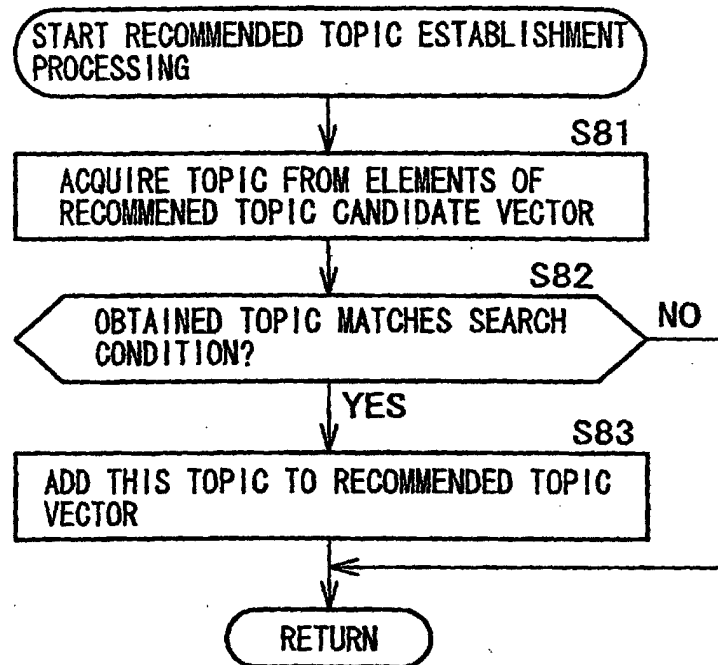 START RECOMMENDED TOPIC ESTABLISHMENT
PROCESSING
S81
ACQUIRE TOPIC FROM ELEMENTS OF
RECOMMENED TOPIC CANDIDATE VECTOR
S82
OBTAINED TOPIC MATCHES SEARCH
CONDITION?
NO
YES
S83
ADD THIS TOPIC TO RECOMMENDED TOPIC
VECTOR
RETURN